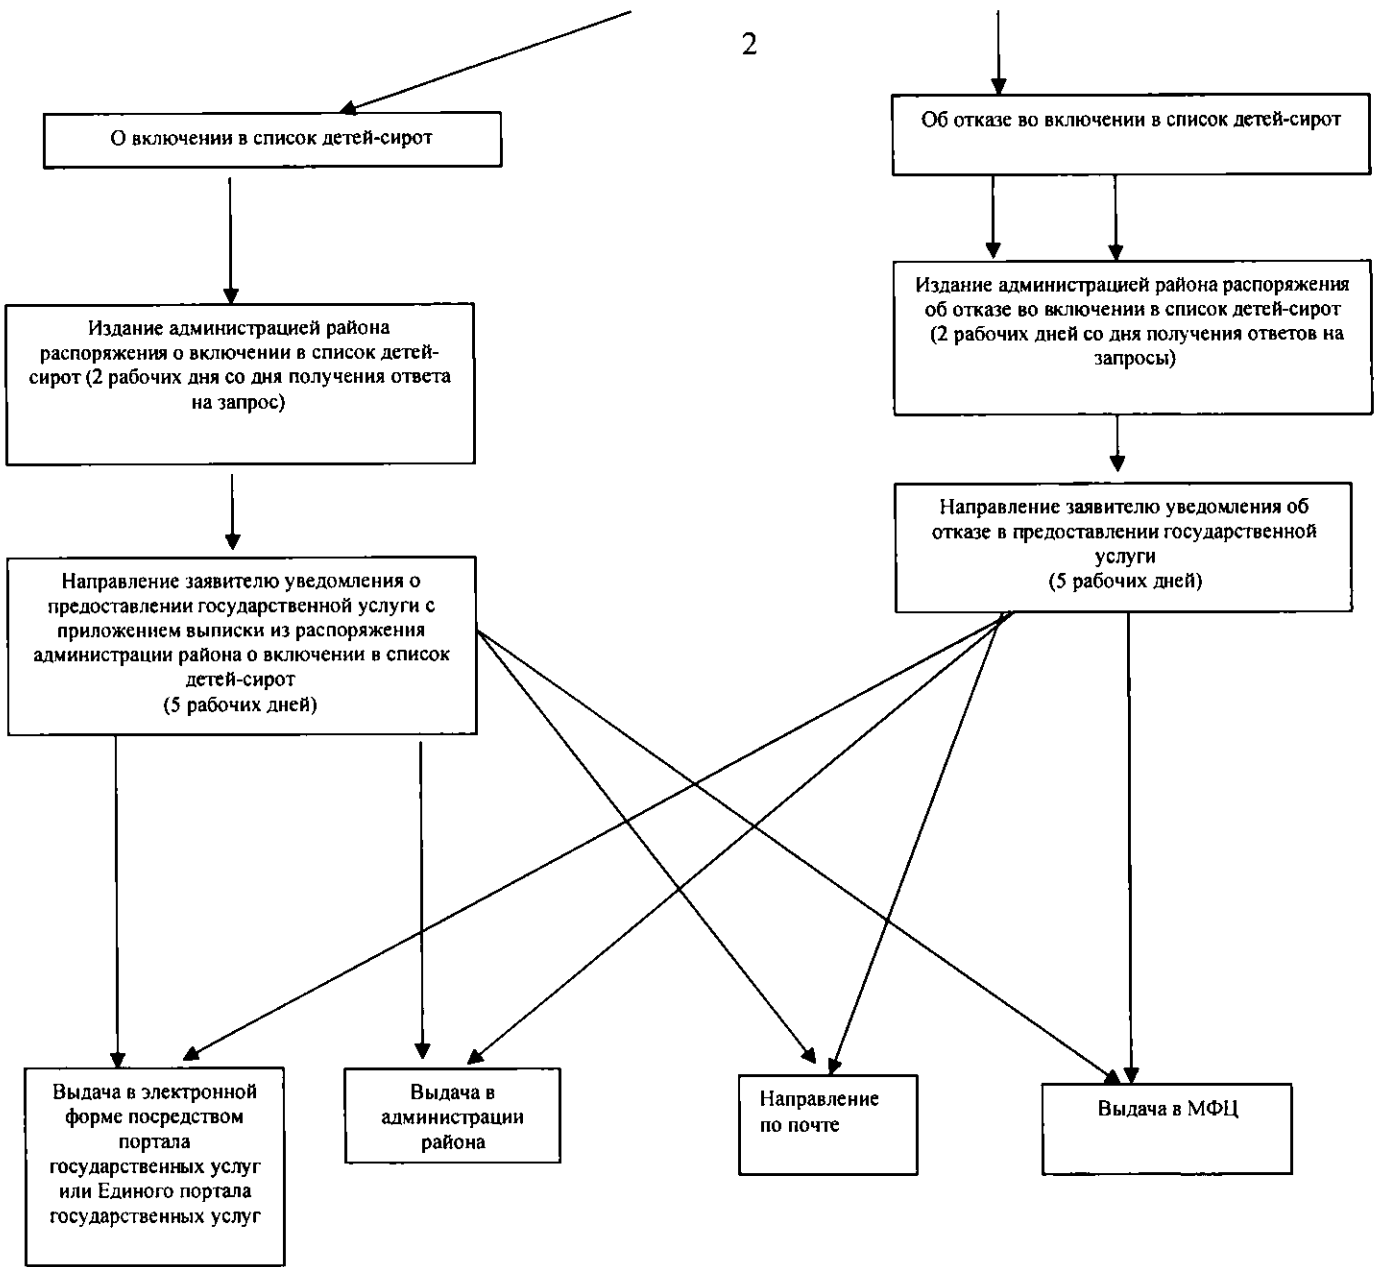 2
О включении в список детей-сирот
Об отказе во включении в список детей-сирот
Издание администрацией района
распоряжения о включении в список детей-
сирот (2 рабочих дня со дня получения ответа
на запрос)
Издание администрацией района распоряжения
об отказе во включении в список детей-сирот
(2 рабочих дней со дня получения ответов на
запросы)
Направление заявителю уведомления об
отказе в предоставлении государственной
услуги
(5 рабочих дней)
Направление заявителю уведомления о
предоставлении государственной услуги с
приложением выписки из распоряжения
администрации района о включении в список
детей-сирот
(5 рабочих дней)
Выдача в электронной
форме посредством
портала
государственных услуг
или Единого портала
государственных услуг
Выдача в
администрации
района
Направление
по почте
Выдача в МФЦ